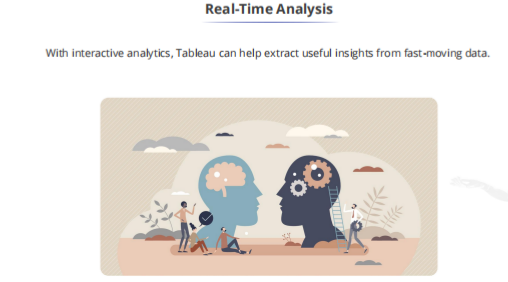 Real-Time Analysis
With interactive analytics, Tableau can help extract useful insights from fast-moving data.